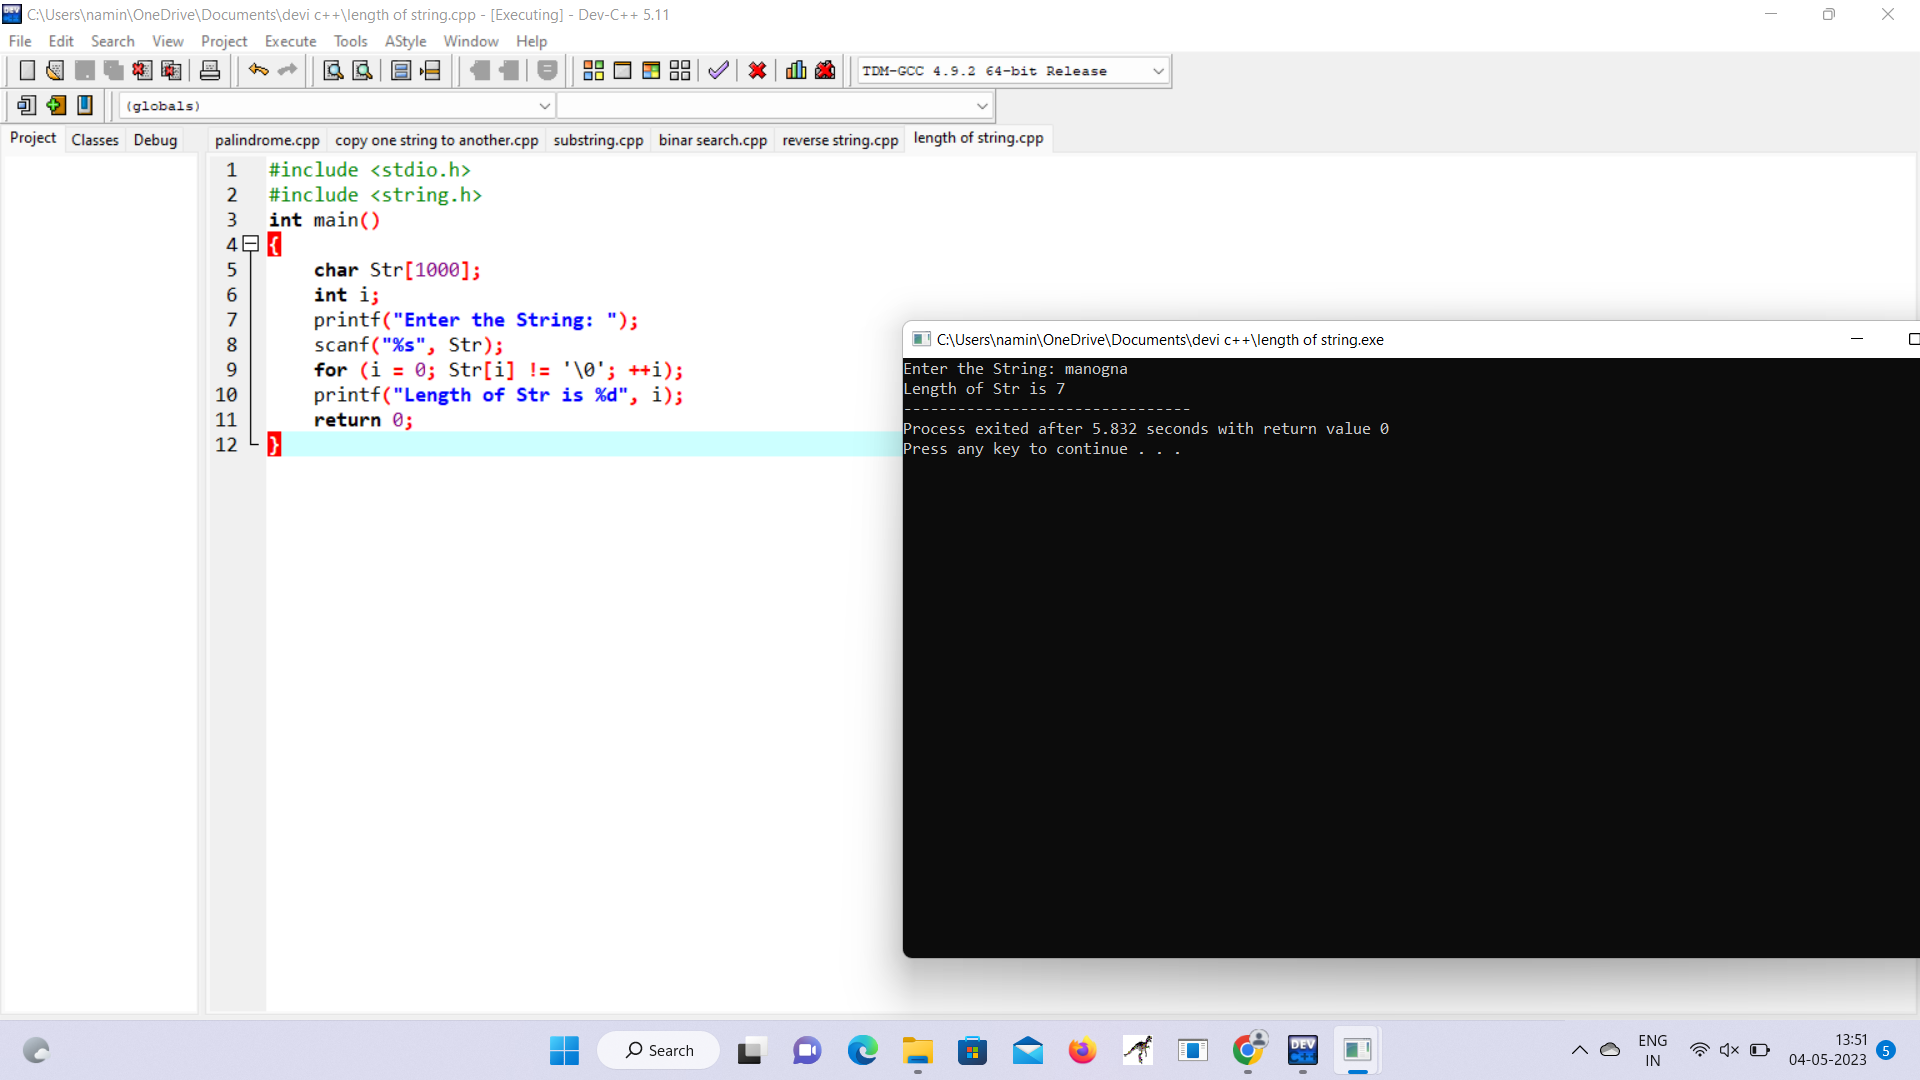 C:\Users\namin\OneDrive\Documents\devi c++\length of string.cpp - [Executing] - Dev-C++ 5.11
File Edit Search View Project Execute Tools AStyle Window Help
TDM-GCC 4.9.2 64-bit Release
(globals)
Project Classes Debug palindrome.cpp copy one string to another.cpp substring.cpp binar search.cpp reverse string.cpp length of string.cpp
1 #include <stdio.h>
2 #include <string.h>
3 int main()
4 {
5 char Str[1000];
6 int i;
7 printf("Enter the String: ");
8 scanf("%s", Str);
9 for (i = 0; Str[i] != '\0'; ++i);
10 printf("Length of Str is %d", i);
11 return 0;
12 }
C:\Users\namin\OneDrive\Documents\devi c++\length of string.exe
Enter the String: manogna
Length of Str is 7
--------------------------------
Process exited after 5.832 seconds with return value 0
Press any key to continue . . .
Search
DEV C++
ENG
IN
13:51
04-05-2023
5